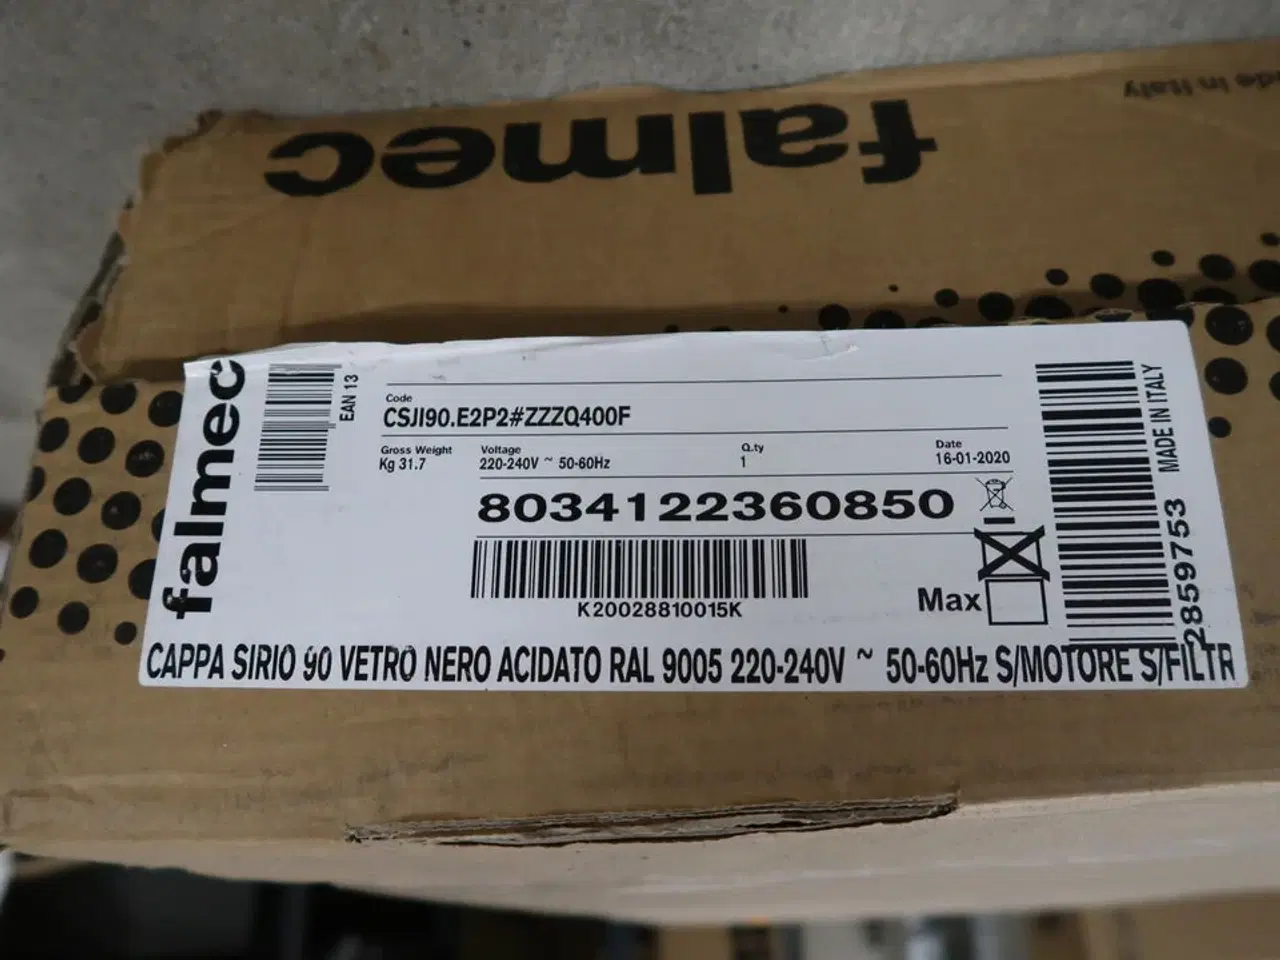 de in Italy
falmec
falmec
EAN 13
Code
CSJI90.E2P2#ZZZQ400F
Gross Weight
Kg 31.7
Voltage
220-240V ~ 50-60Hz
Q.ty
1
Date
16-01-2020
8034122360850
K20028810015K
Max
MADE IN ITALY
2859753
CAPPA SIRIO 90 VETRO NERO ACIDATO RAL 9005 220-240V ~ 50-60Hz S/MOTORE S/FILTR